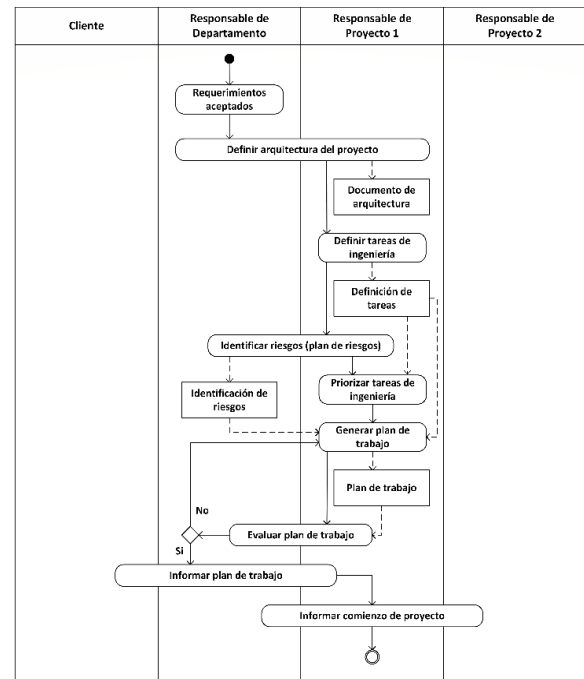 Cliente
Responsable de
Departamento
Responsable de
Proyecto 1
Responsable de
Proyecto 2
Requerimientos
aceptados
Definir arquitectura del proyecto
Documento de
arquitectura
Definir tareas de
ingeniería
Definición de
tareas
Identificar riesgos (plan de riesgos)
Identificación de
riesgos
Priorizar tareas de
ingeniería
Generar plan de
trabajo
Plan de trabajo
No
Evaluar plan de trabajo
Si
Informar plan de trabajo
Informar comienzo de proyecto